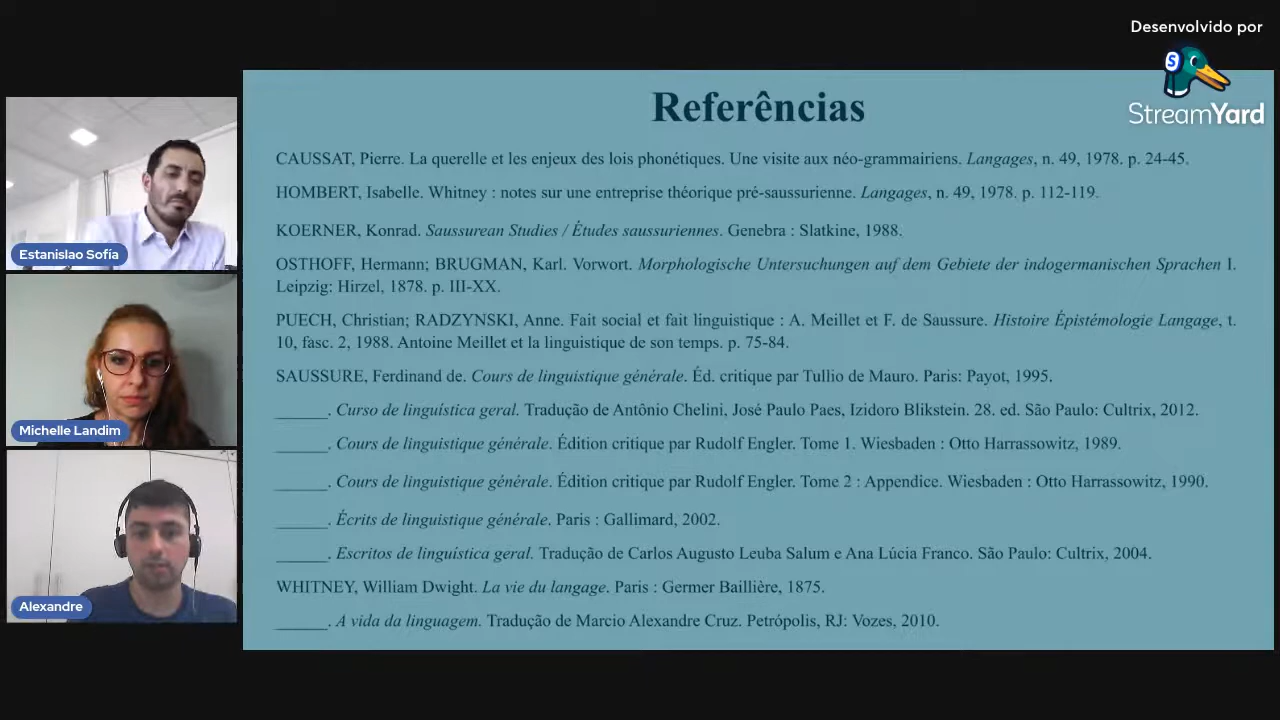 Desenvolvido por
StreamYard
Estanislao Sofía
Michelle Landim
Alexandre
Referências
CAUSSAT, Pierre. La querelle et les enjeux des lois phonétiques. Une visite aux néo-grammairiens. Langages, n. 49, 1978. p. 24-45.
HOMBERT, Isabelle. Whitney : notes sur une entreprise théorique pré-saussurienne. Langages, n. 49, 1978. p. 112-119.
KOERNER, Konrad. Saussurean Studies / Études saussuriennes. Genebra : Slatkine, 1988.
OSTHOFF, Hermann; BRUGMAN, Karl. Vorwort. Morphologische Untersuchungen auf dem Gebiete der indogermanischen Sprachen I.
Leipzig: Hirzel, 1878. p. III-XX.
PUECH, Christian; RADZYNSKI, Anne. Fait social et fait linguistique : A. Meillet et F. de Saussure. Histoire Épistémologie Langage, t.
10, fasc. 2, 1988. Antoine Meillet et la linguistique de son temps. p. 75-84.
SAUSSURE, Ferdinand de. Cours de linguistique générale. Éd. critique par Tullio de Mauro. Paris: Payot, 1995.
______. Curso de linguística geral. Tradução de Antônio Chelini, José Paulo Paes, Izidoro Blikstein. 28. ed. São Paulo: Cultrix, 2012.
______. Cours de linguistique générale. Édition critique par Rudolf Engler. Tome 1. Wiesbaden : Otto Harrassowitz, 1989.
______. Cours de linguistique générale. Édition critique par Rudolf Engler. Tome 2 : Appendice. Wiesbaden : Otto Harrassowitz, 1990.
______. Écrits de linguistique générale. Paris : Gallimard, 2002.
______. Escritos de linguística geral. Tradução de Carlos Augusto Leuba Salum e Ana Lúcia Franco. São Paulo: Cultrix, 2004.
WHITNEY, William Dwight. La vie du langage. Paris : Germer Baillière, 1875.
______. A vida da linguagem. Tradução de Marcio Alexandre Cruz. Petrópolis, RJ: Vozes, 2010.